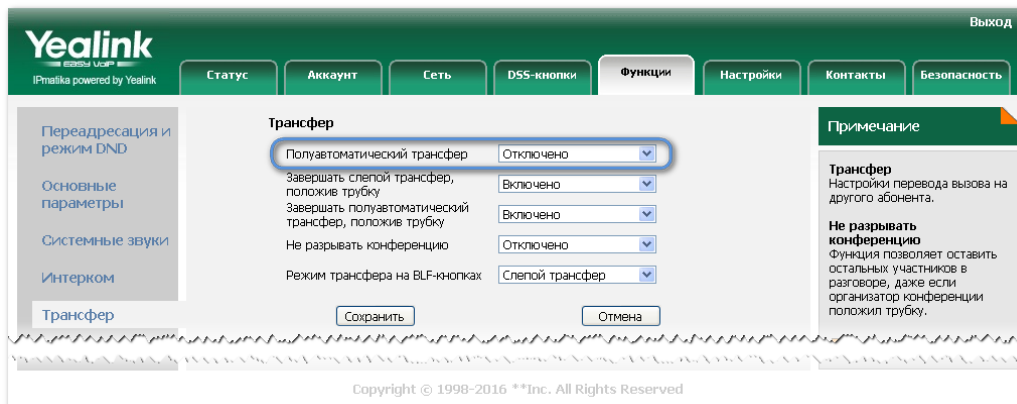 Выход
Yealink
EASY VOIP
IPmatika powered by Yealink
Статус
Аккаунт
Сеть
DSS-кнопки
Функции
Настройки
Контакты
Безопасность
Переадресация и
режим DND
Основные
параметры
Системные звуки
Интерком
Трансфер
Трансфер
Полуавтоматический трансфер Отключено
Завершать слепой трансфер,
положив трубку Включено
Завершать полуавтоматический
трансфер, положив трубку Включено
Не разрывать конференцию Отключено
Режим трансфера на BLF-кнопках Слепой трансфер
Сохранить Отмена
Примечание
Трансфер
Настройки перевода вызова на
другого абонента.
Не разрывать
конференцию
Функция позволяет оставить
остальных участников в
разговоре, даже если
организатор конференции
положил трубку.
Copyright © 1998-2016 **Inc. All Rights Reserved